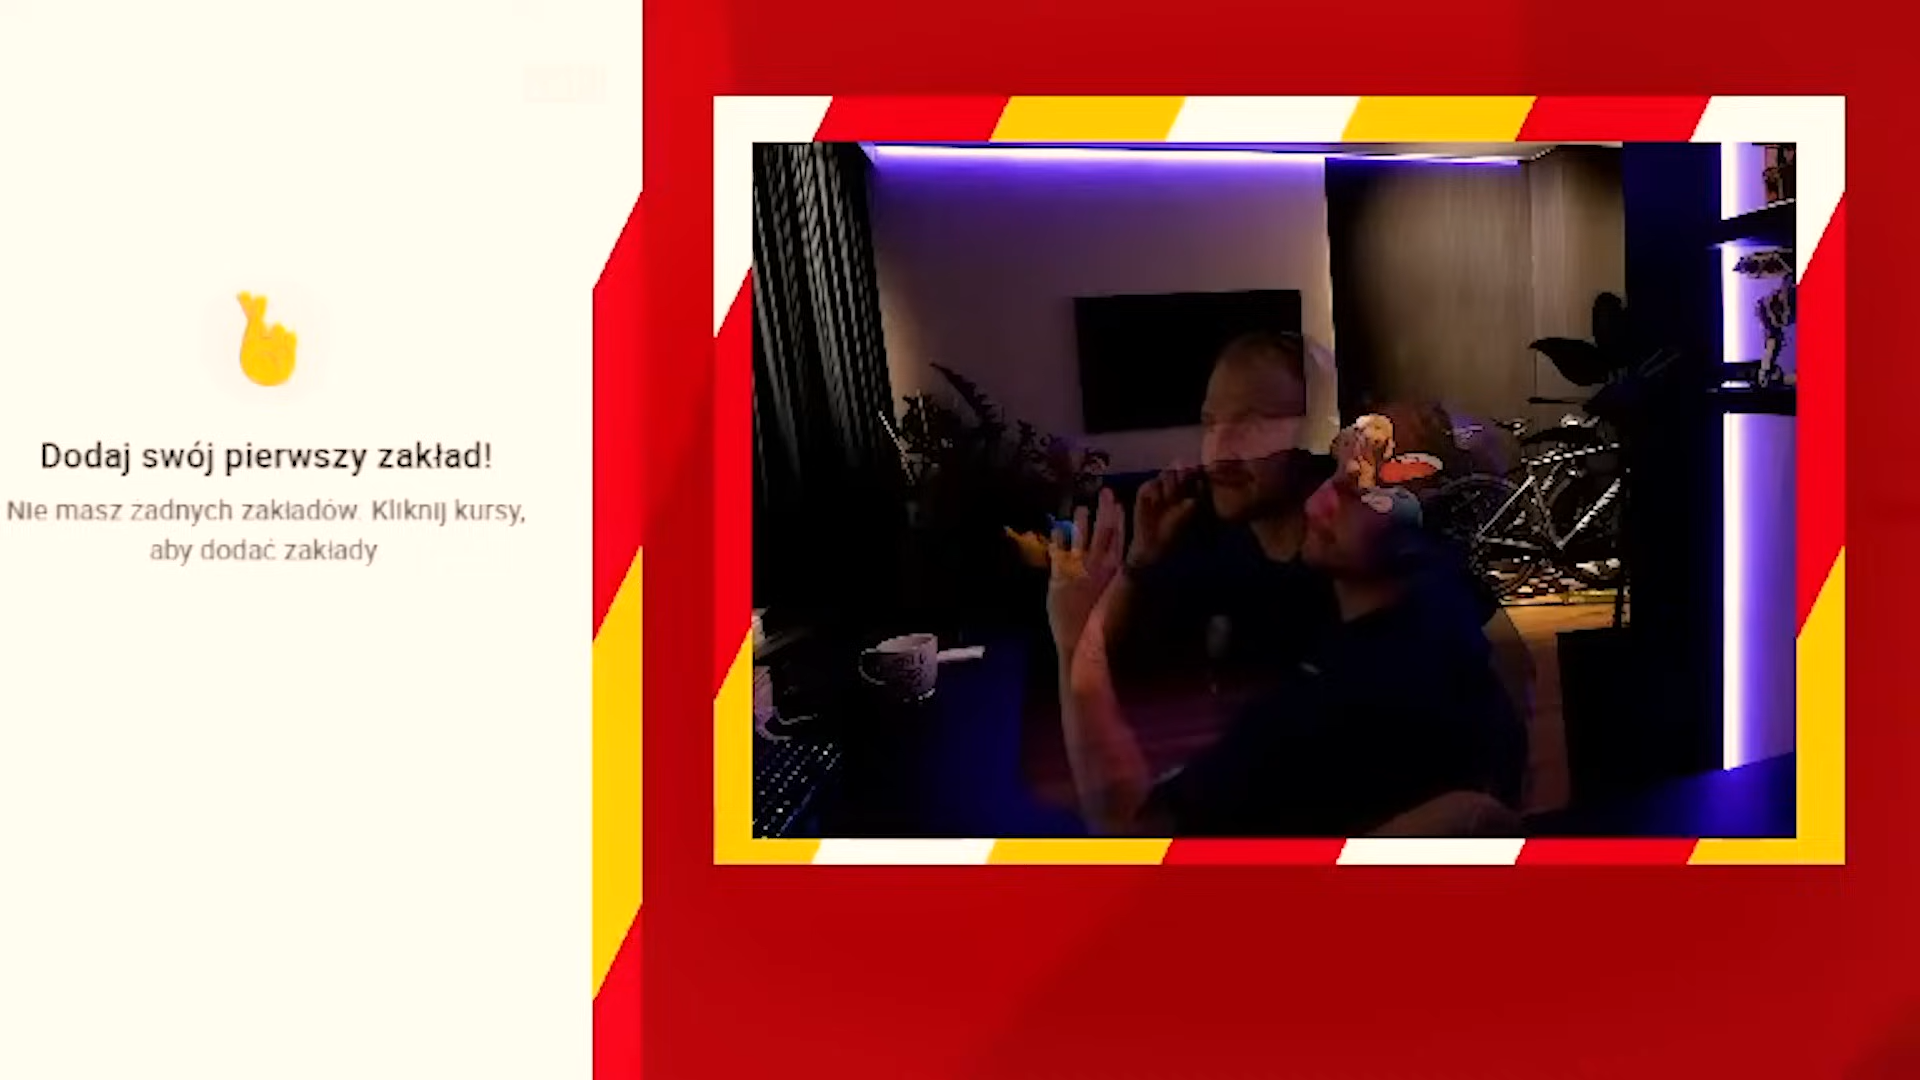 Dodaj swój pierwszy zakład!
Nie masz żadnych zakładów. Kliknij kursy,
aby dodać zakłady